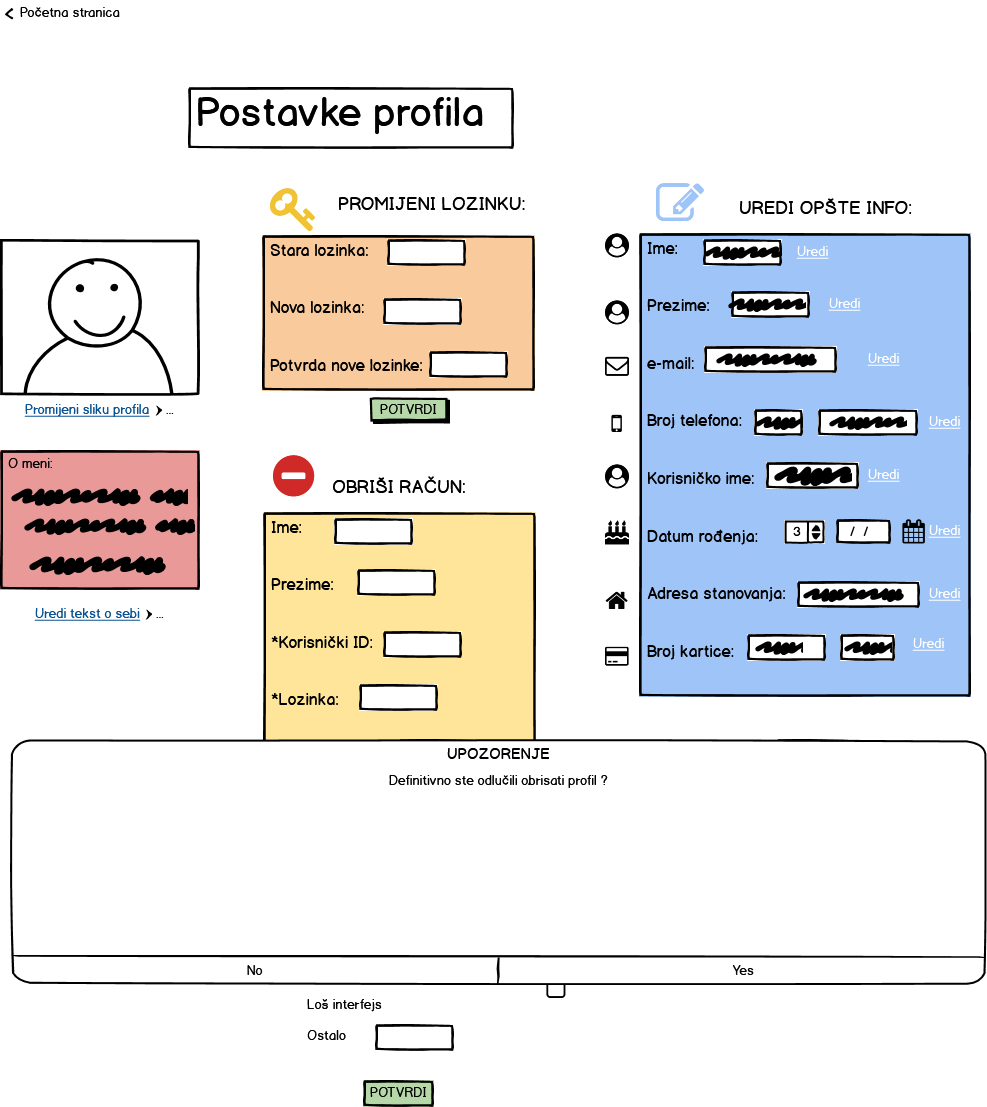 Početna stranica
Postavke profila
Promijeni sliku profila ...
O meni:
Uredi tekst o sebi ...
PROMIJENI LOZINKU:
Stara lozinka:
Nova lozinka:
Potvrda nove lozinke:
POTVRDI
OBRIŠI RAČUN:
Ime:
Prezime:
*Korisnički ID:
*Lozinka:
UREDI OPŠTE INFO:
Ime: Uredi
Prezime: Uredi
e-mail: Uredi
Broj telefona: Uredi
Korisničko ime: Uredi
Datum rođenja: 3 / / Uredi
Adresa stanovanja: Uredi
Broj kartice: Uredi
UPOZORENJE
Definitivno ste odlučili obrisati profil ?
No Yes
Loš interfejs
Ostalo
POTVRDI